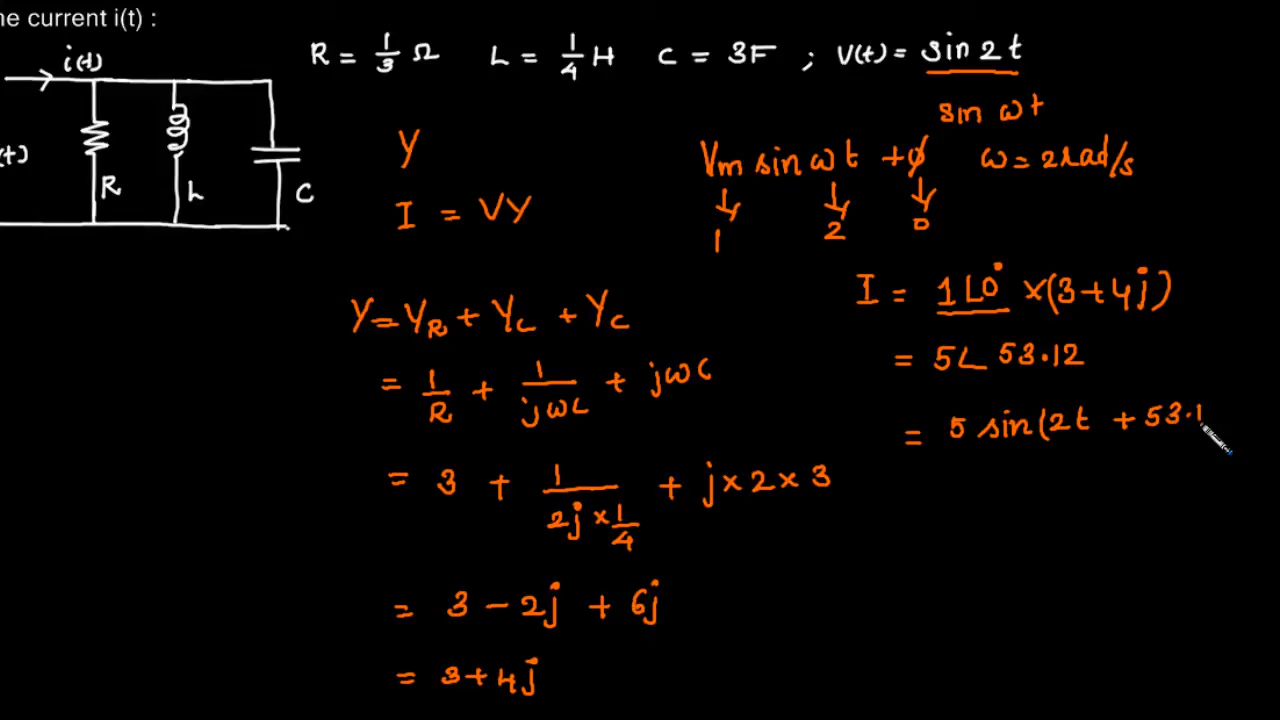 ne current i(t) :
R = 1/3 Ω L = 1/4 H C = 3F ; V(t) = sin 2t
i(t)
(t)
R
L
C
sin ωt
Y
Vm sin ωt + φ ω = 2 rad/s
1 2 0
I = VY
I = 1∠0° × (3+4j)
Y = YR + YL + YC
= 5∠53.12
= 1/R + 1/jωL + jωC
= 5 sin(2t + 53.1
= 3 + 1/(2j × 1/4) + j × 2 × 3
= 3 - 2j + 6j
= 3 + 4j